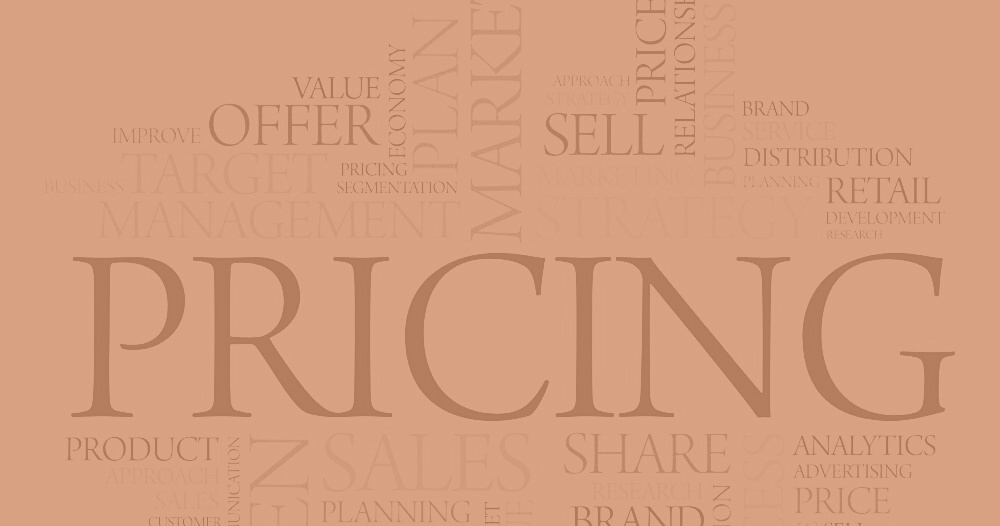 VALUE
OFFER
IMPROVE
ECONOMY
PLAN
MARKE
TARGET
PRICING
SEGMENTATION
BUSINESS
MANAGEMENT
APPROACH
STRATEGY
SELL
PRICE
RELATIONS
BUSINESS
BRAND
SERVICE
DISTRIBUTION
MARKETING
PLANNING
RETAIL
STRATEGY
DEVELOPMENT
RESEARCH
PRICING
PRODUCT
APPROACH
SALES
CUSTOMER
SALES
PLANNING
SHARE
RESEARCH
BRAND
ANALYTICS
ADVERTISING
PRICE
SELL